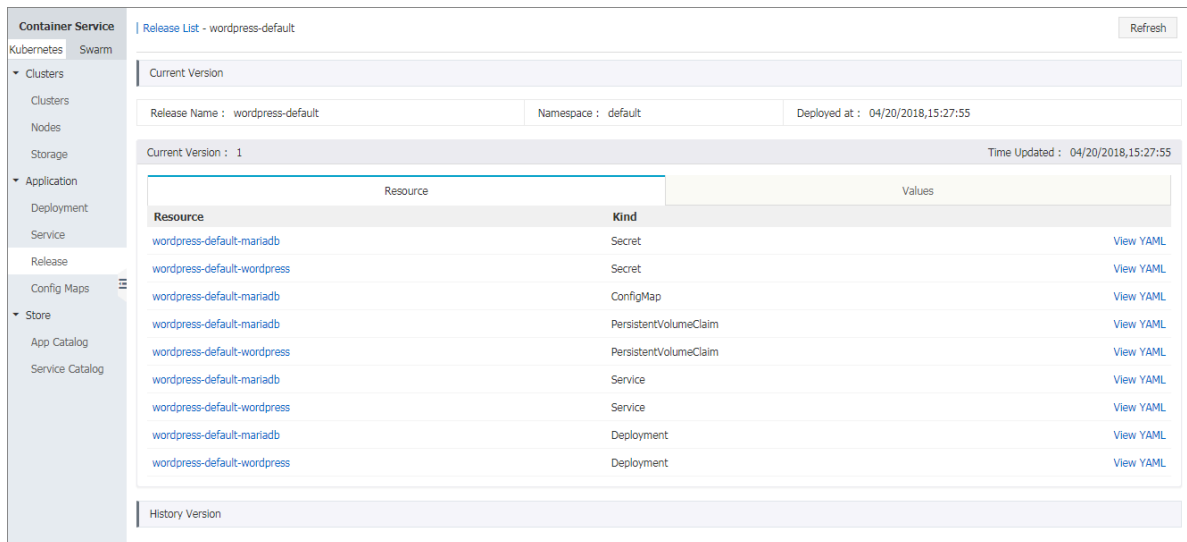 Container Service
Kubernetes Swarm
Clusters
Clusters
Nodes
Storage
Application
Deployment
Service
Release
Config Maps
Store
App Catalog
Service Catalog
Release List - wordpress-default
Refresh
Current Version
Release Name : wordpress-default Namespace : default Deployed at : 04/20/2018,15:27:55
Current Version : 1 Time Updated : 04/20/2018,15:27:55
Resource Values
Resource Kind
wordpress-default-mariadb Secret View YAML
wordpress-default-wordpress Secret View YAML
wordpress-default-mariadb ConfigMap View YAML
wordpress-default-mariadb PersistentVolumeClaim View YAML
wordpress-default-wordpress PersistentVolumeClaim View YAML
wordpress-default-mariadb Service View YAML
wordpress-default-wordpress Service View YAML
wordpress-default-mariadb Deployment View YAML
wordpress-default-wordpress Deployment View YAML
History Version